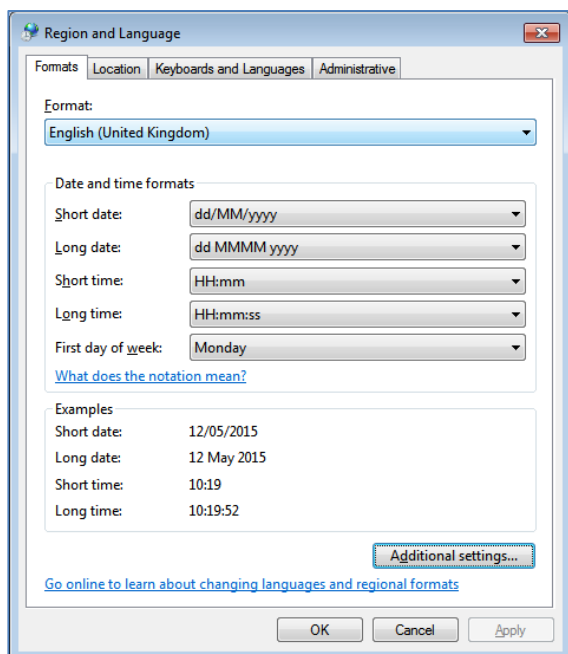 Region and Language
Formats Location Keyboards and Languages Administrative
Format:
English (United Kingdom)
Date and time formats
Short date: dd/MM/yyyy
Long date: dd MMMM yyyy
Short time: HH:mm
Long time: HH:mm:ss
First day of week: Monday
What does the notation mean?
Examples
Short date: 12/05/2015
Long date: 12 May 2015
Short time: 10:19
Long time: 10:19:52
Additional settings...
Go online to learn about changing languages and regional formats
OK Cancel Apply